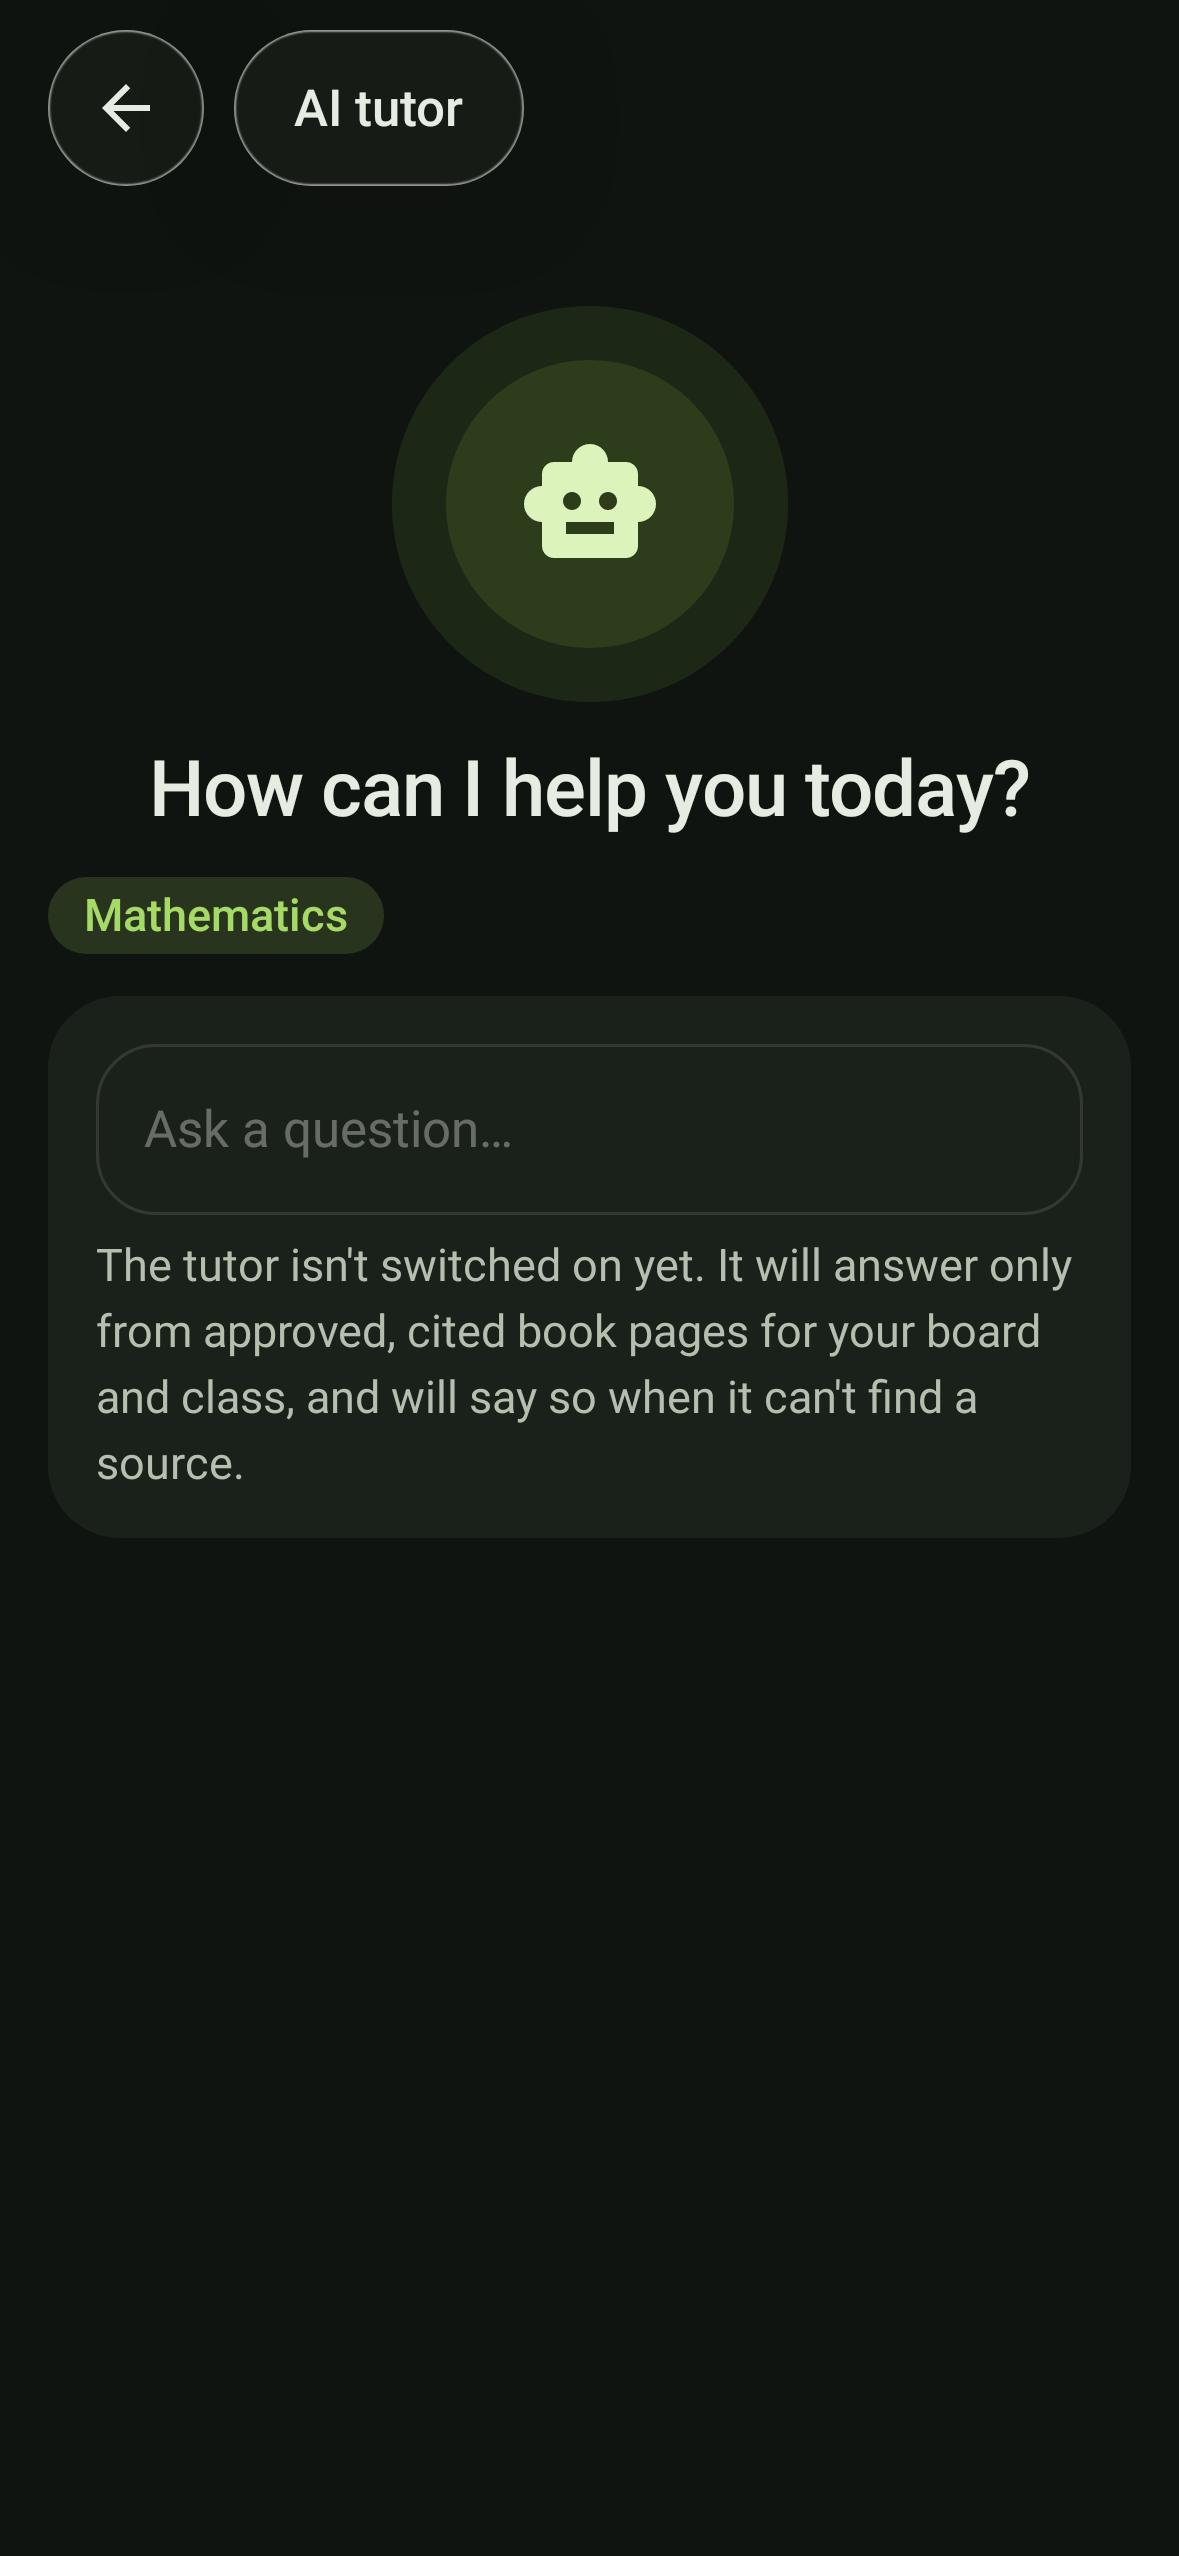 AI tutor
How can I help you today?
Mathematics
Ask a question…
The tutor isn't switched on yet. It will answer only
from approved, cited book pages for your board
and class, and will say so when it can't find a
source.